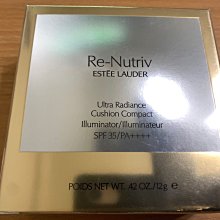 Re-Nutriv
ESTĒE LAUDER
Ultra Radiance
Cushion Compact
Illuminator/Illuminateur
SPF 35/PA++++
POIDS NET WT. .42 OZ./12g ℮